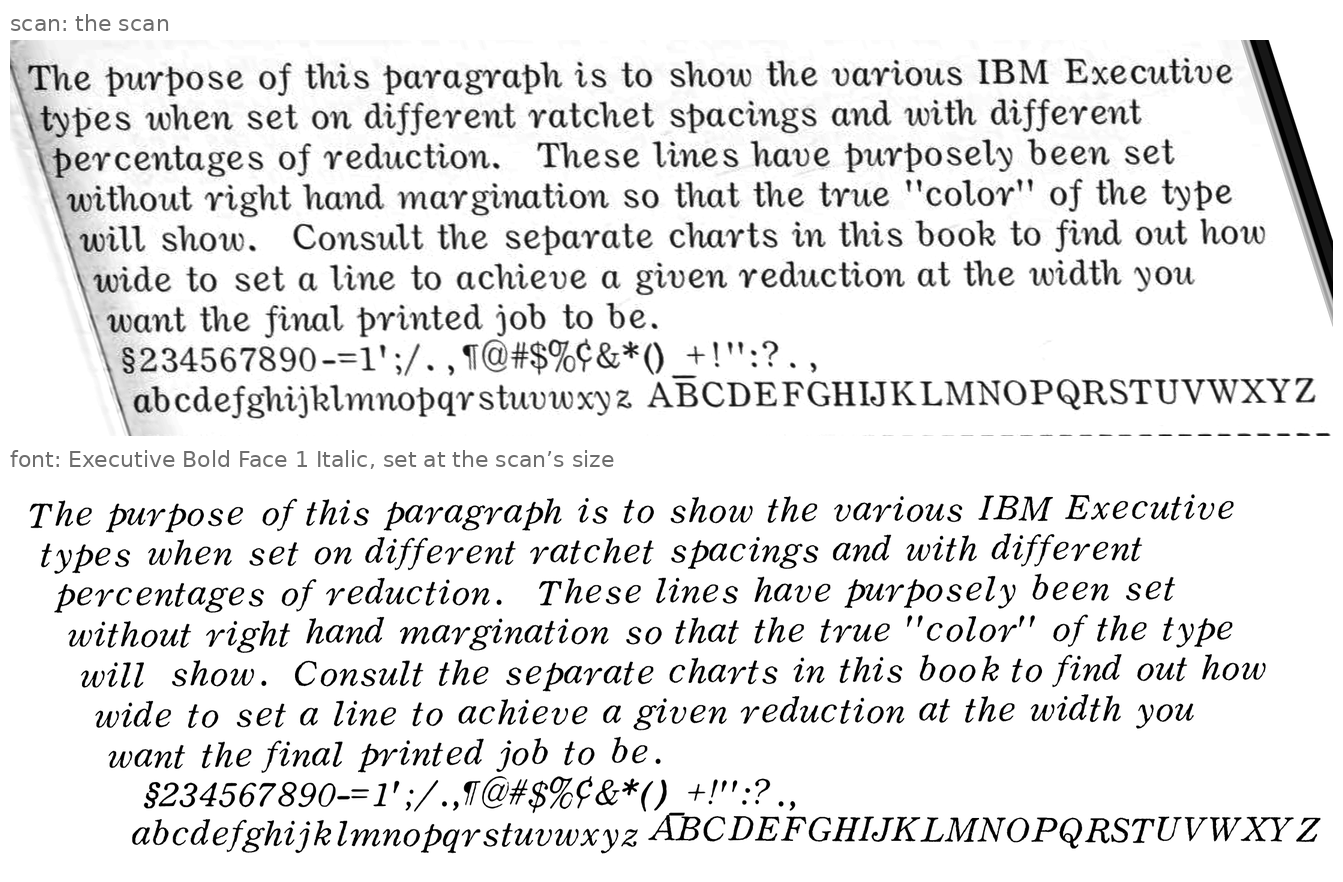 scan: the scan
The purpose of this paragraph is to show the various IBM Executive
types when set on different ratchet spacings and with different
percentages of reduction. These lines have purposely been set
without right hand margination so that the true "color" of the type
will show. Consult the separate charts in this book to find out how
wide to set a line to achieve a given reduction at the width you
want the final printed job to be.
§234567890-=1';/.,¶@#$%¢&*()_+!":?.,
abcdefghijklmnopqrstuvwxyz ABCDEFGHIJKLMNOPQRSTUVWXYZ
font: Executive Bold Face 1 Italic, set at the scan’s size
The purpose of this paragraph is to show the various IBM Executive
types when set on different ratchet spacings and with different
percentages of reduction. These lines have purposely been set
without right hand margination so that the true "color" of the type
will show. Consult the separate charts in this book to find out how
wide to set a line to achieve a given reduction at the width you
want the final printed job to be.
§234567890-=1';/.,¶@#$%¢&*()_+!":?.,
abcdefghijklmnopqrstuvwxyz ABCDEFGHIJKLMNOPQRSTUVWXYZ